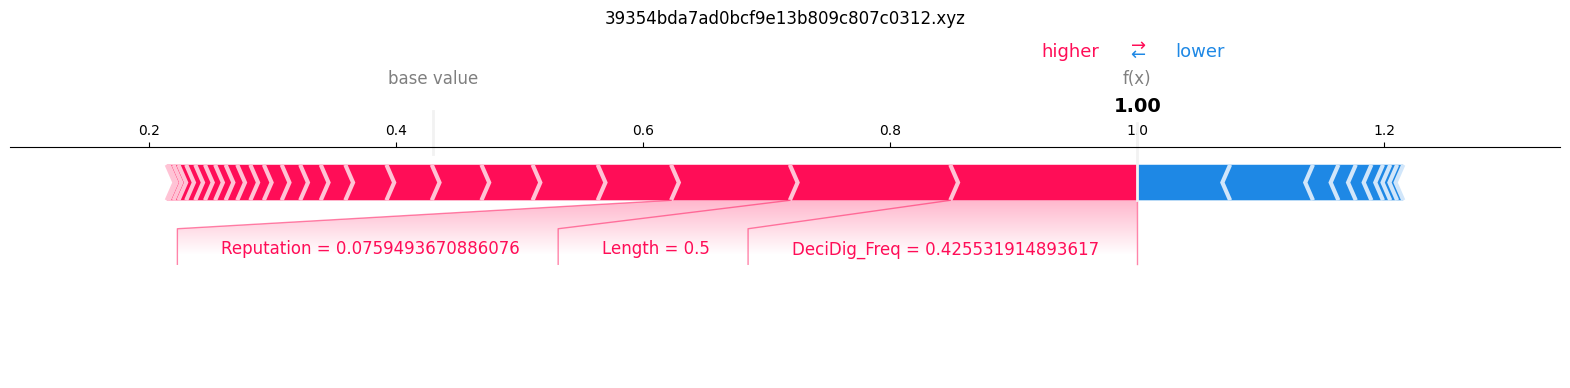 39354bda7ad0bcf9e13b809c807c0312.xyz
higher ⇄ lower
base value f(x)
1.00
0.2 0.4 0.6 0.8 1.0 1.2
Reputation = 0.0759493670886076 Length = 0.5 DeciDig_Freq = 0.425531914893617